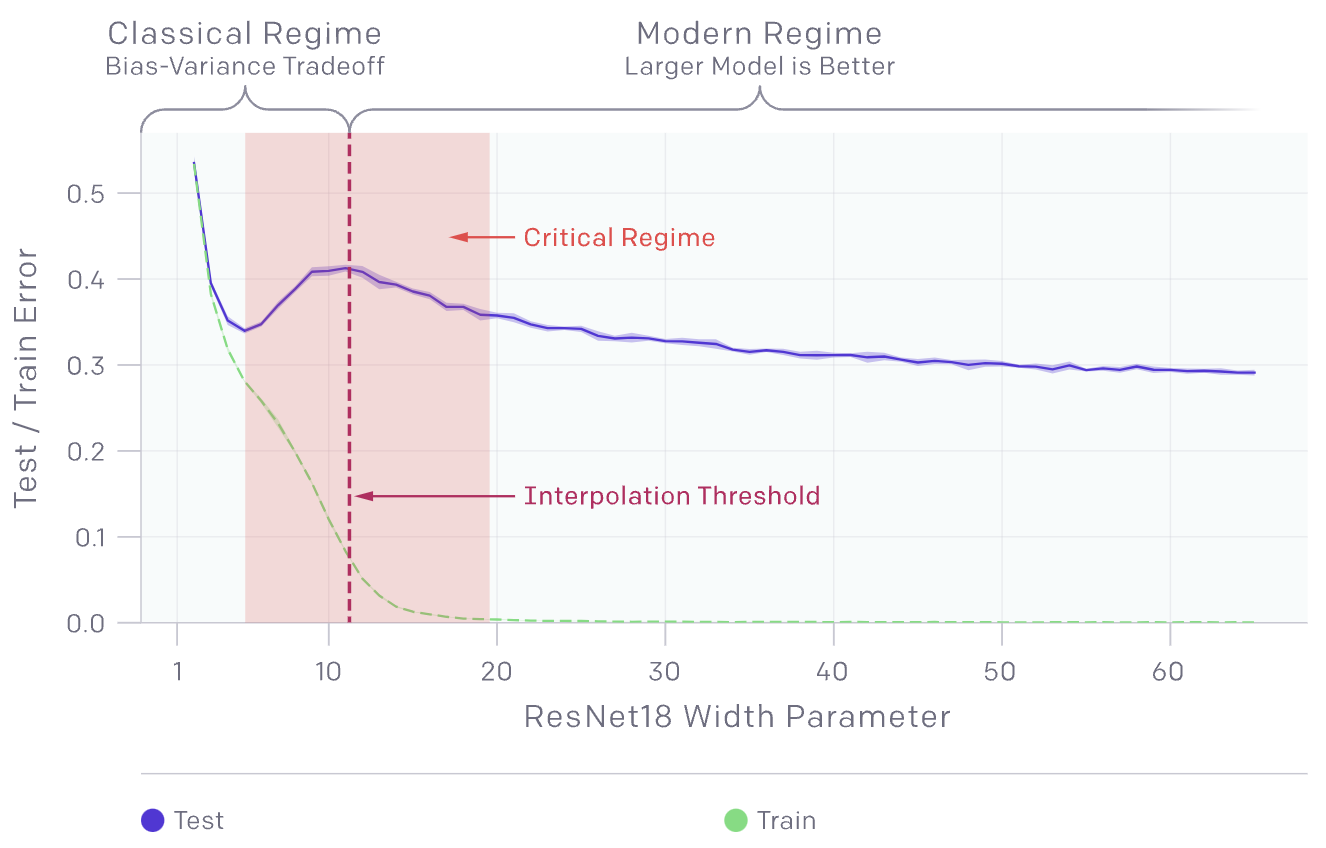 Classical Regime
Bias-Variance Tradeoff
Modern Regime
Larger Model is Better
Test / Train Error
0.5
0.4
0.3
0.2
0.1
0.0
Critical Regime
Interpolation Threshold
1 10 20 30 40 50 60
ResNet18 Width Parameter
Test
Train